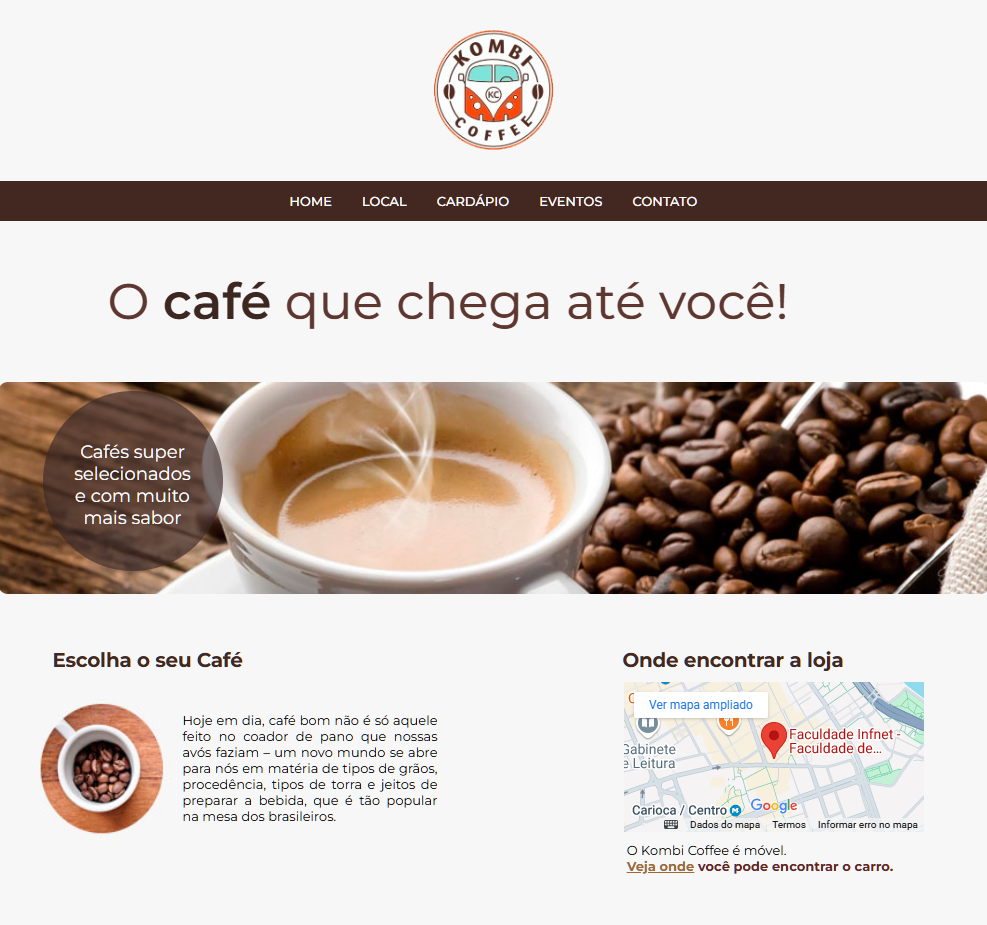 KOMBI
KC
COFFEE
HOME LOCAL CARDÁPIO EVENTOS CONTATO
O café que chega até você!
Cafés super
selecionados
e com muito
mais sabor
Escolha o seu Café
Hoje em dia, café bom não é só aquele
feito no coador de pano que nossas
avós faziam – um novo mundo se abre
para nós em matéria de tipos de grãos,
procedência, tipos de torra e jeitos de
preparar a bebida, que é tão popular
na mesa dos brasileiros.
Onde encontrar a loja
Ver mapa ampliado
Faculdade Infnet -
Faculdade de...
Gabinete
de Leitura
Carioca / Centro
Google
Dados do mapa Termos Informar erro no mapa
O Kombi Coffee é móvel.
Veja onde você pode encontrar o carro.